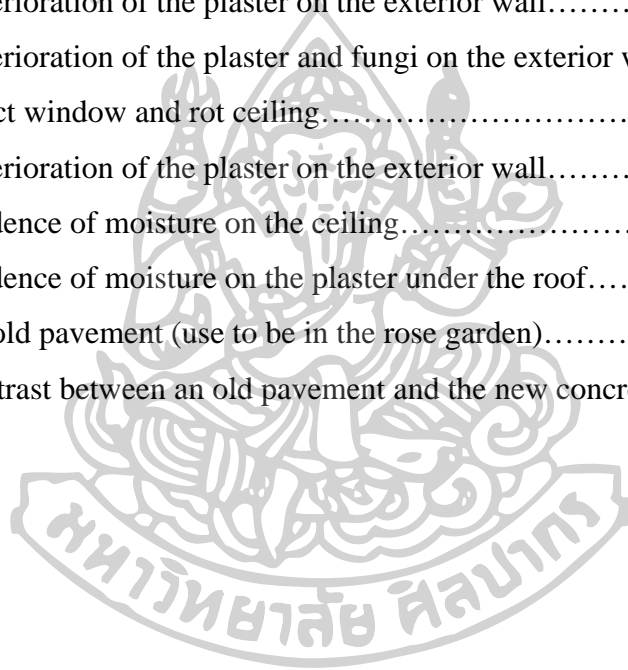 erioration of the plaster on the exterior wall……..
erioration of the plaster and fungi on the exterior w
ct window and rot ceiling…………………………
erioration of the plaster on the exterior wall……..
dence of moisture on the ceiling………………….
dence of moisture on the plaster under the roof…..
old pavement (use to be in the rose garden)……..
trast between an old pavement and the new concre
มหาวิทยาลัย ศิลปากร